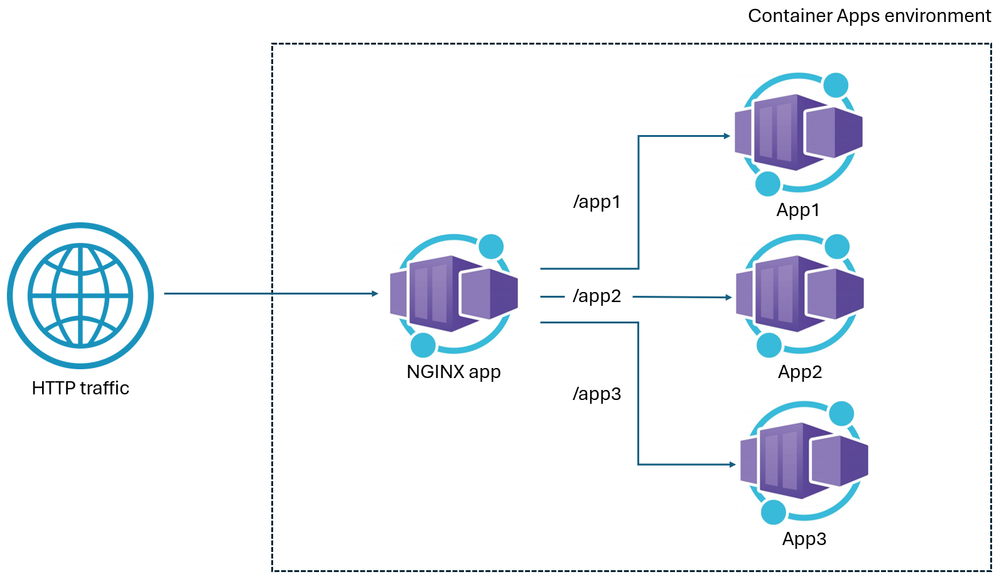 Container Apps environment
/app1
App1
HTTP traffic
NGINX app
/app2
App2
/app3
App3